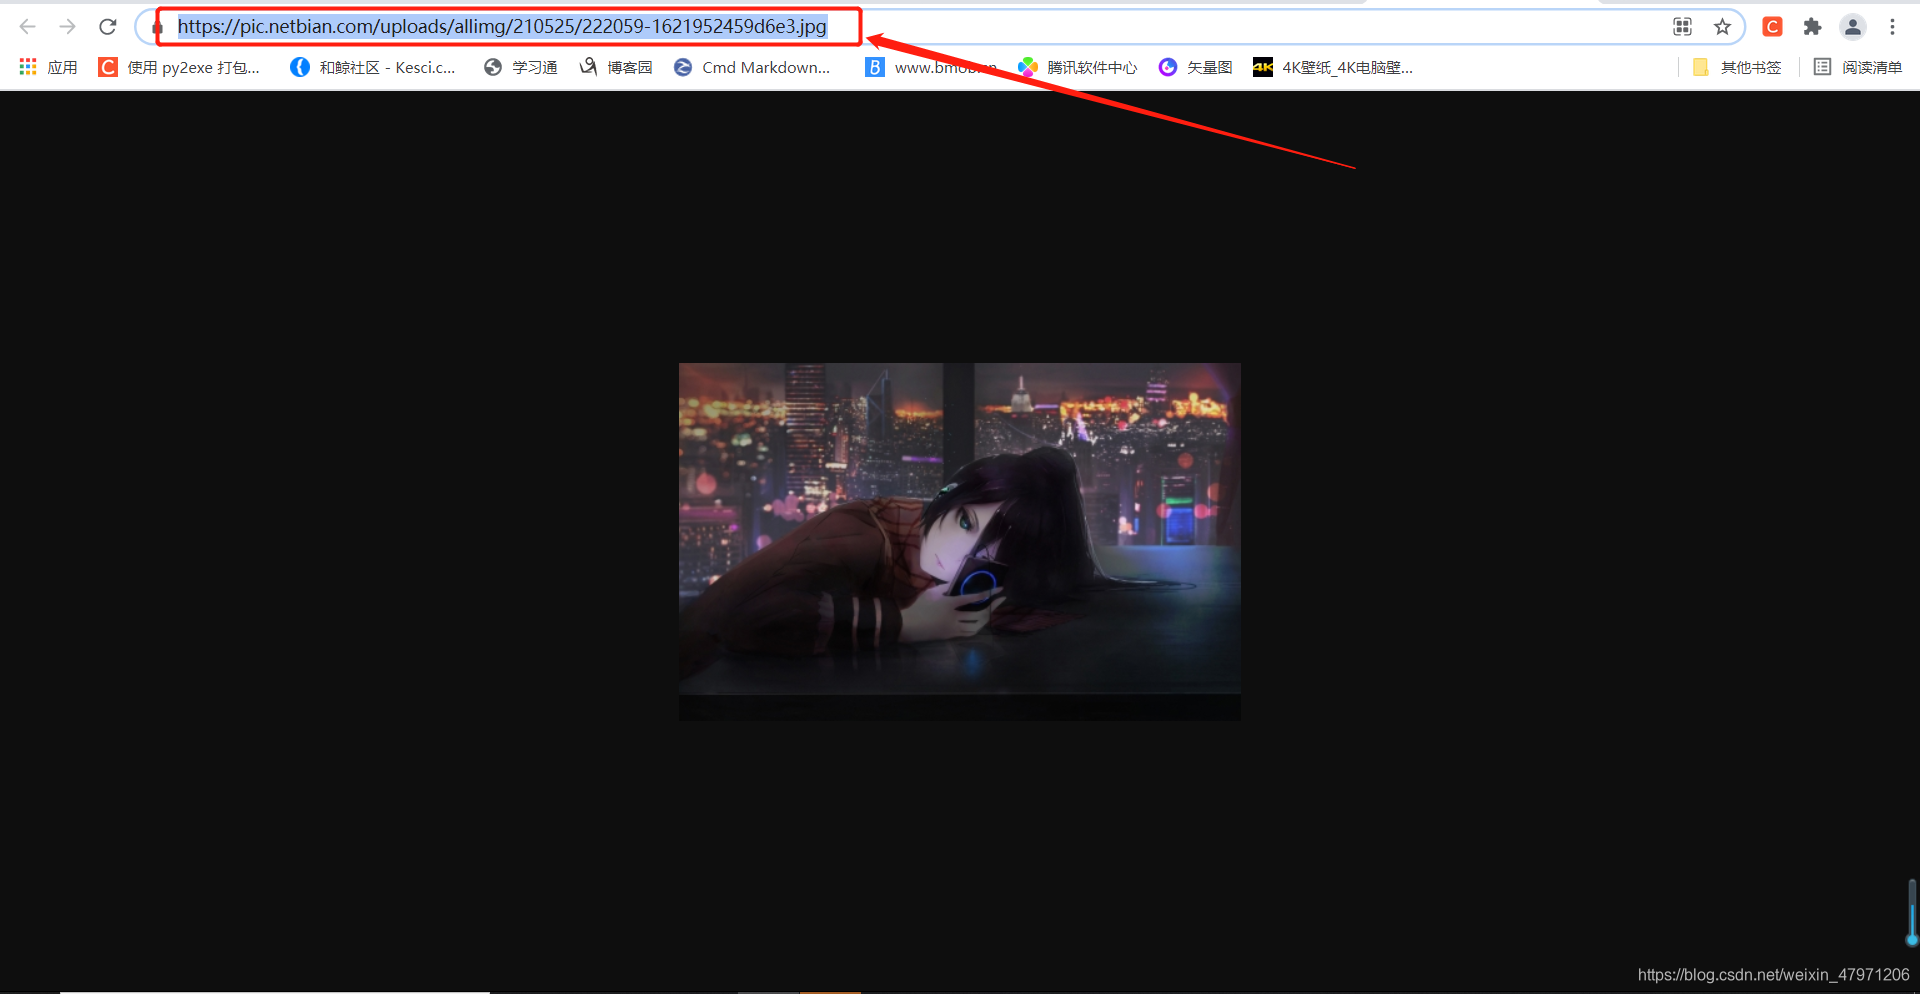 https://pic.netbian.com/uploads/allimg/210525/222059-1621952459d6e3.jpg
C
应用 C 使用 py2exe 打包... 和鲸社区 - Kesci.c... 学习通 博客园 Cmd Markdown... B www.bmob.cn 腾讯软件中心 矢量图 4K 4K壁纸_4K电脑壁... 其他书签 阅读清单
https://blog.csdn.net/weixin_47971206